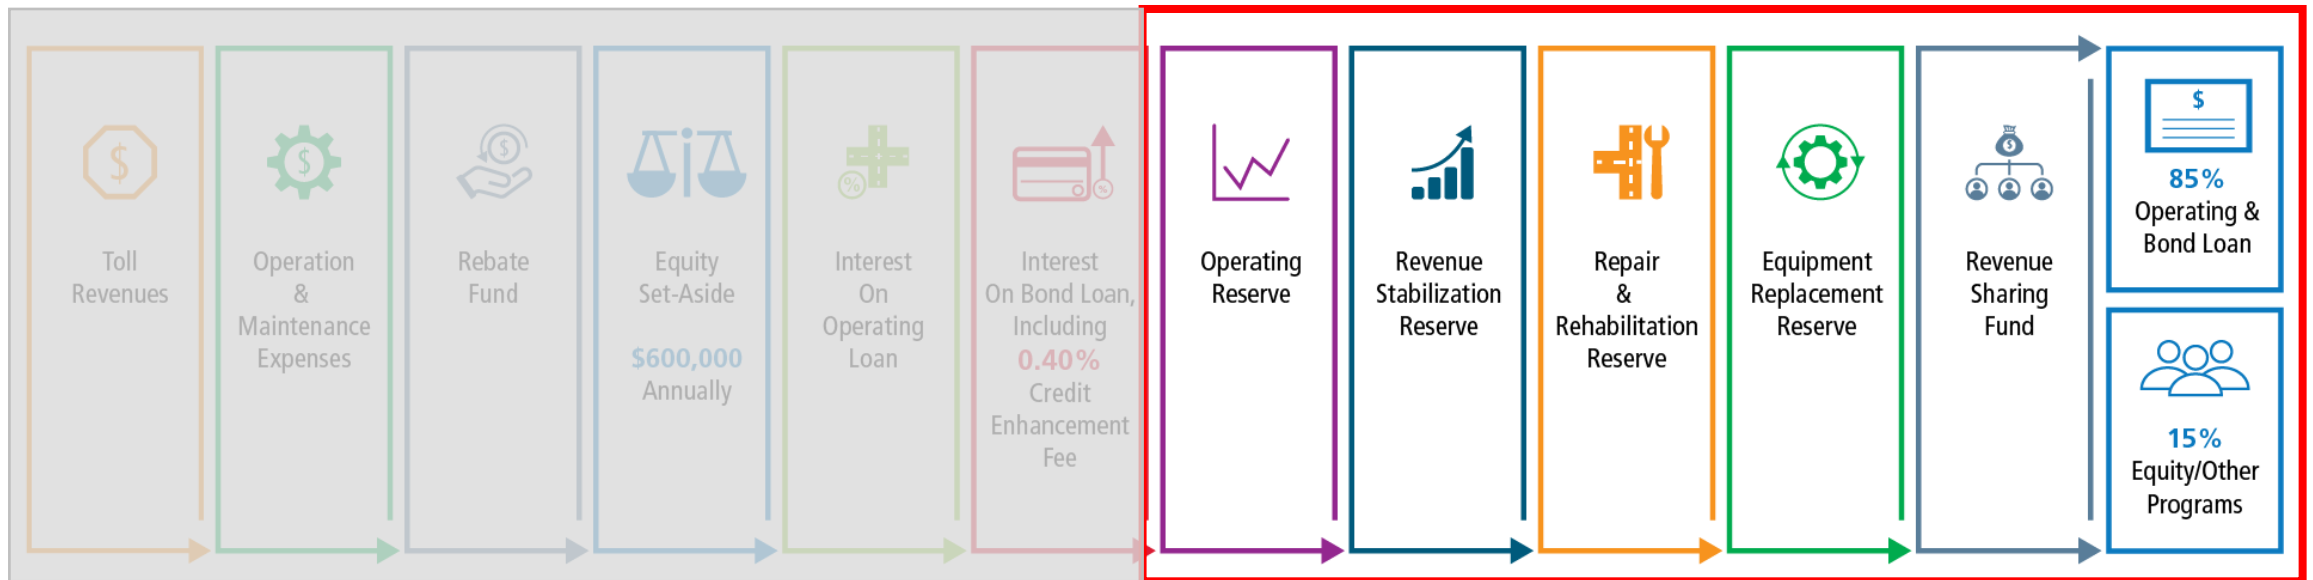 $
Toll
Revenues
$
Operation
&
Maintenance
Expenses
$
Rebate
Fund
Equity
Set-Aside
$600,000
Annually
%
Interest
On
Operating
Loan
%
Interest
On Bond Loan,
Including
0.40%
Credit
Enhancement
Fee
Operating
Reserve
Revenue
Stabilization
Reserve
Repair
&
Rehabilitation
Reserve
Equipment
Replacement
Reserve
$
Revenue
Sharing
Fund
$
85%
Operating &
Bond Loan
15%
Equity/Other
Programs